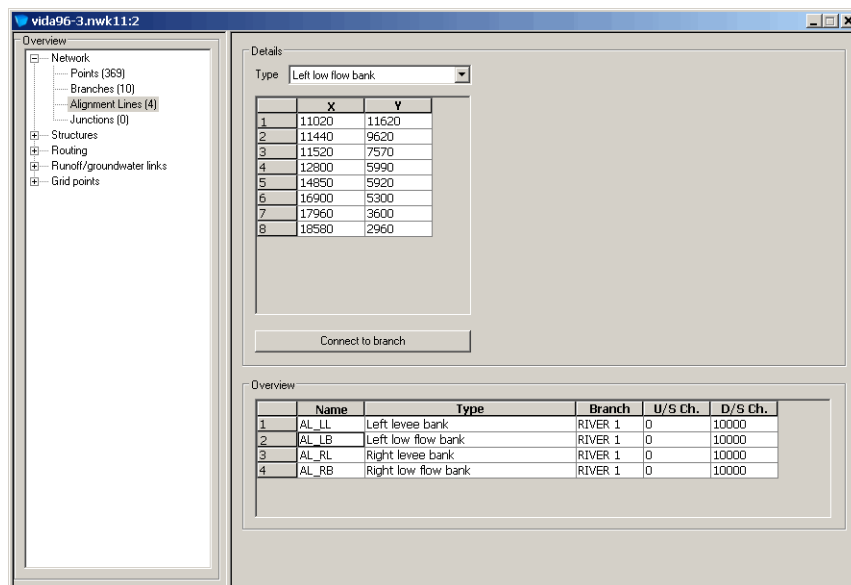 vida96-3.nwk11:2
Overview
Network
Points (369)
Branches (10)
Alignment Lines (4)
Junctions (0)
Structures
Routing
Runoff/groundwater links
Grid points
Details
Type Left low flow bank
X Y
1 11020 11620
2 11440 9620
3 11520 7570
4 12800 5990
5 14850 5920
6 16900 5300
7 17960 3600
8 18580 2960
Connect to branch
Overview
Name Type Branch U/S Ch. D/S Ch.
1 AL_LL Left levee bank RIVER 1 0 10000
2 AL_LB Left low flow bank RIVER 1 0 10000
3 AL_RL Right levee bank RIVER 1 0 10000
4 AL_RB Right low flow bank RIVER 1 0 10000